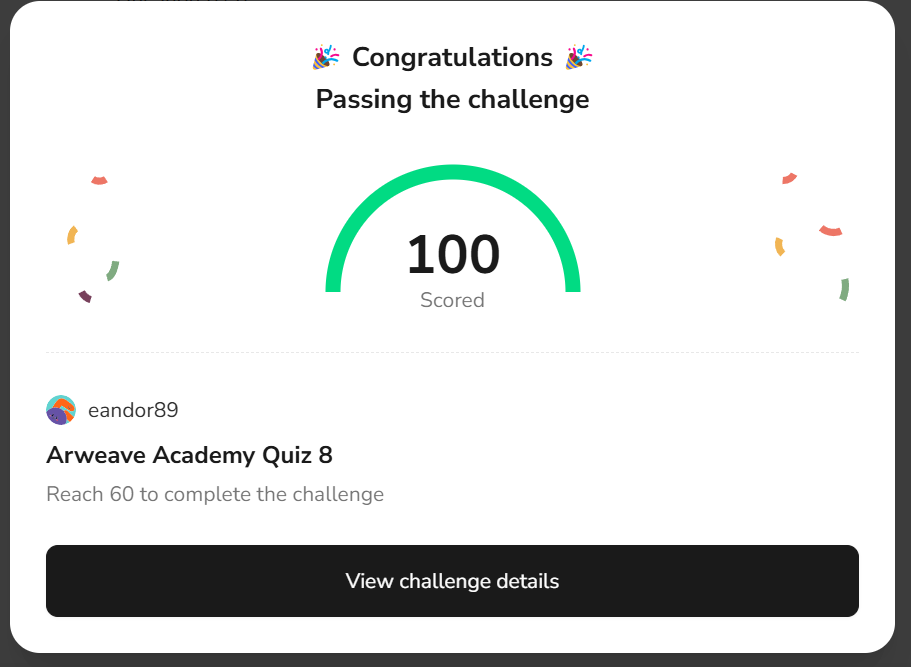 🎉 Congratulations 🎉
Passing the challenge
100
Scored
eandor89
Arweave Academy Quiz 8
Reach 60 to complete the challenge
View challenge details